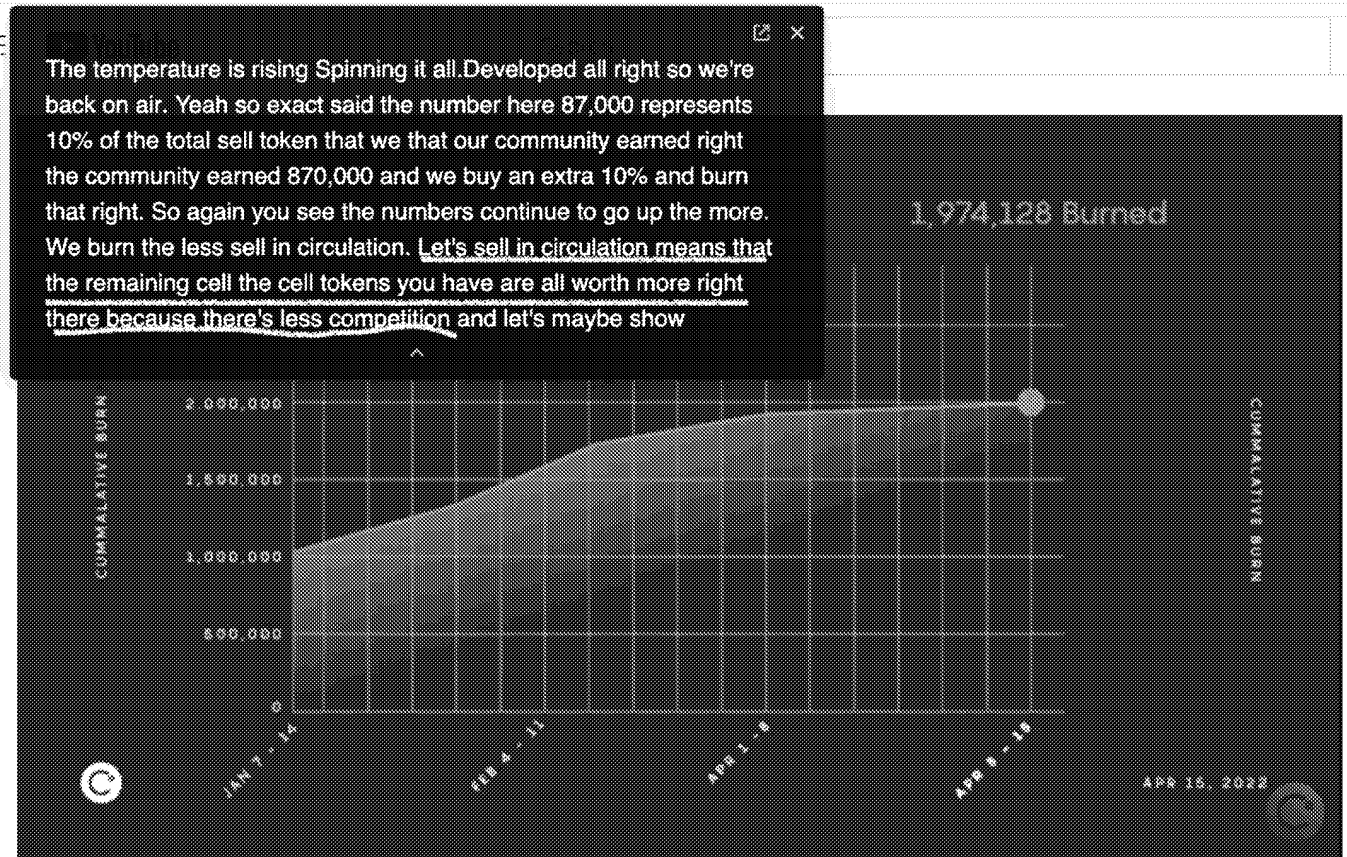 YouTube
The temperature is rising Spinning it all.Developed all right so we're
back on air. Yeah so exact said the number here 87,000 represents
10% of the total sell token that we that our community earned right
the community earned 870,000 and we buy an extra 10% and burn
that right. So again you see the numbers continue to go up the more.
We burn the less sell in circulation. Let's sell in circulation means that
the remaining cell the cell tokens you have are all worth more right
there because there's less competition and let's maybe show
1,974,128 Burned
CUMMALATIVE BURN
2,000,000
1,500,000
1,000,000
500,000
0
CUMMALATIVE BURN
JAN 7 - 14
FEB 4 - 11
APR 1 - 8
APR 8 - 15
APR 15, 2022